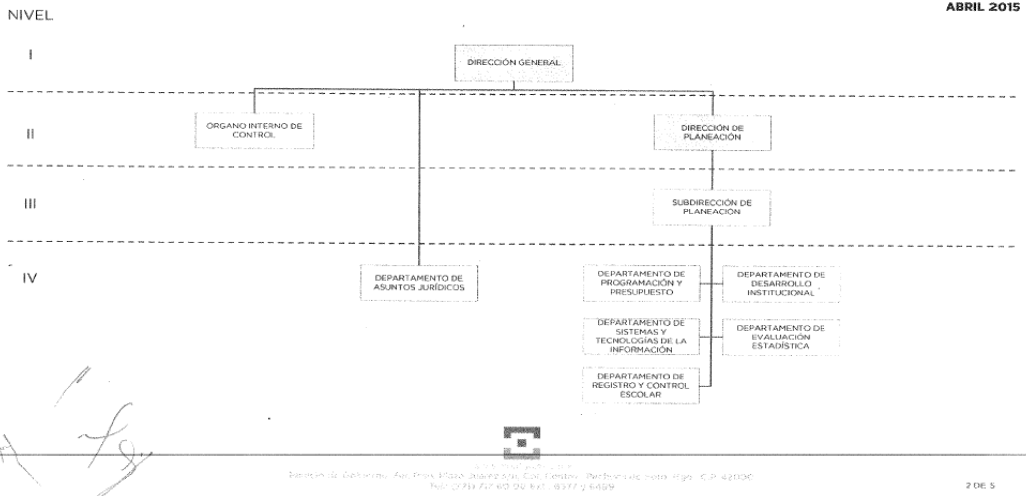 NIVEL
ABRIL 2015
I
DIRECCIÓN GENERAL
II
ÓRGANO INTERNO DE
CONTROL
DIRECCIÓN DE
PLANEACIÓN
III
SUBDIRECCIÓN DE
PLANEACIÓN
IV
DEPARTAMENTO DE
ASUNTOS JURÍDICOS
DEPARTAMENTO DE
PROGRAMACIÓN Y
PRESUPUESTO
DEPARTAMENTO DE
DESARROLLO
INSTITUCIONAL
DEPARTAMENTO DE
SISTEMAS Y
TECNOLOGÍAS DE LA
INFORMACIÓN
DEPARTAMENTO DE
EVALUACIÓN
ESTADÍSTICA
DEPARTAMENTO DE
REGISTRO Y CONTROL
ESCOLAR
2 DE 5